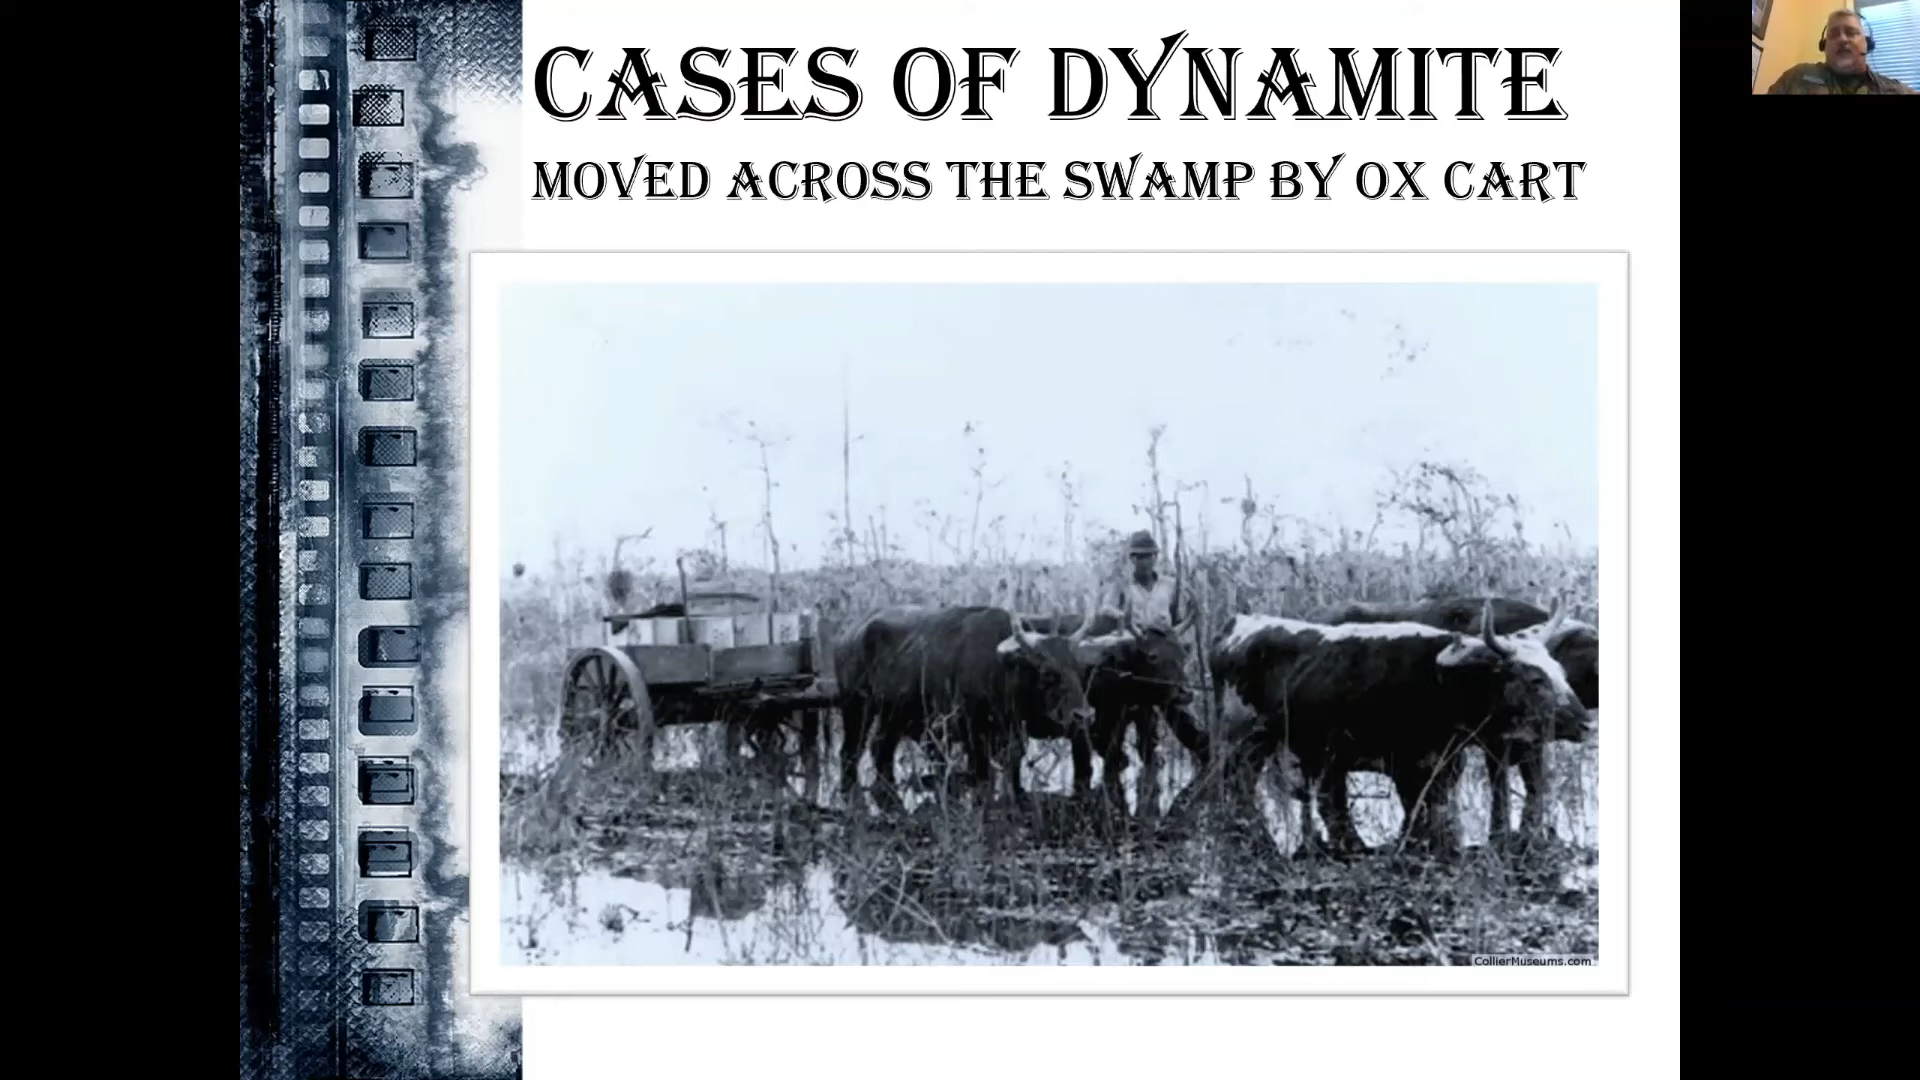 CASES OF DYNAMITE
MOVED ACROSS THE SWAMP BY OX CART
CollierMuseums.com